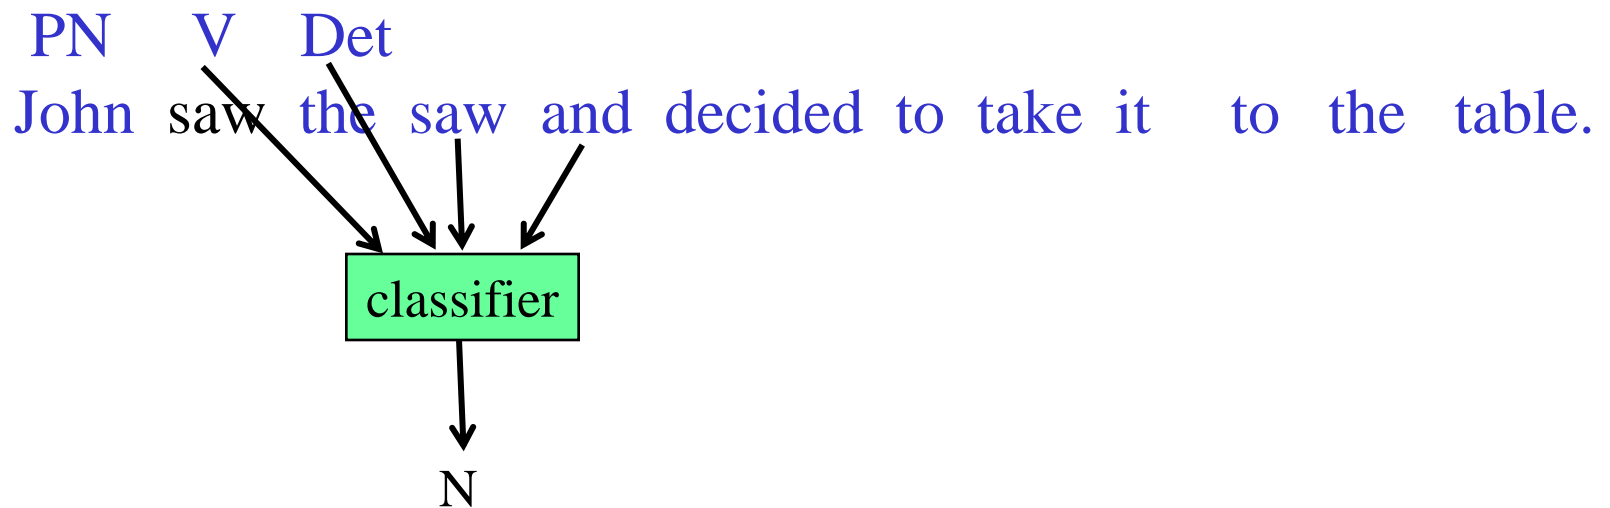 PN V Det
John saw the saw and decided to take it to the table.
classifier
N